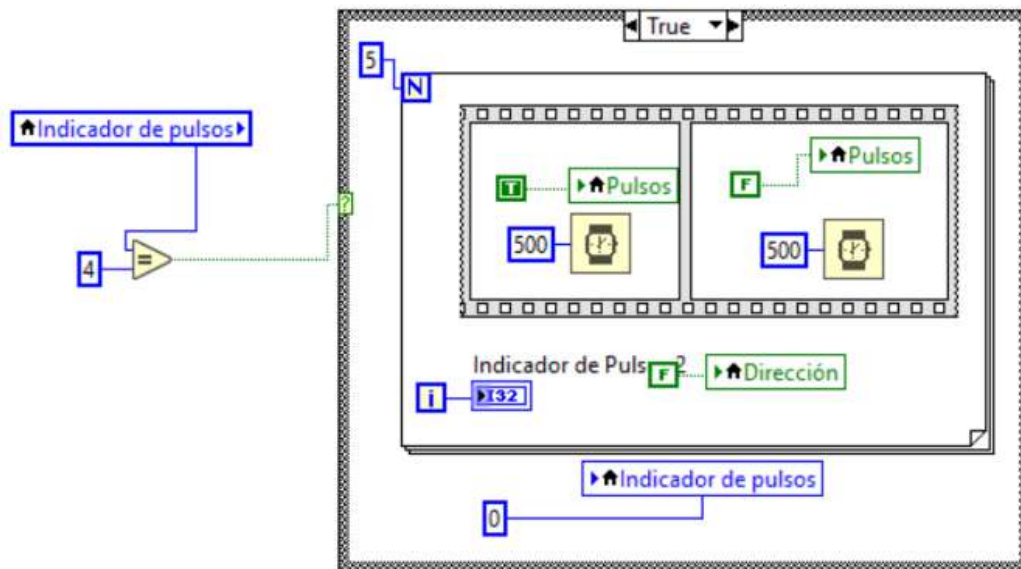 True
5
N
Indicador de pulsos
T
Pulsos
F
Pulsos
?
500
500
4
=
Indicador de Puls 2
F
Dirección
i
I32
Indicador de pulsos
0